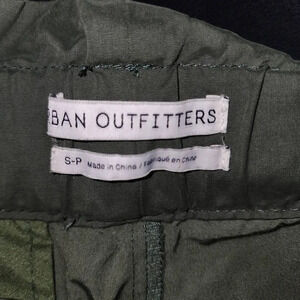 BAN OUTFITTERS
S-P Made in China / Fabriqué en Chine